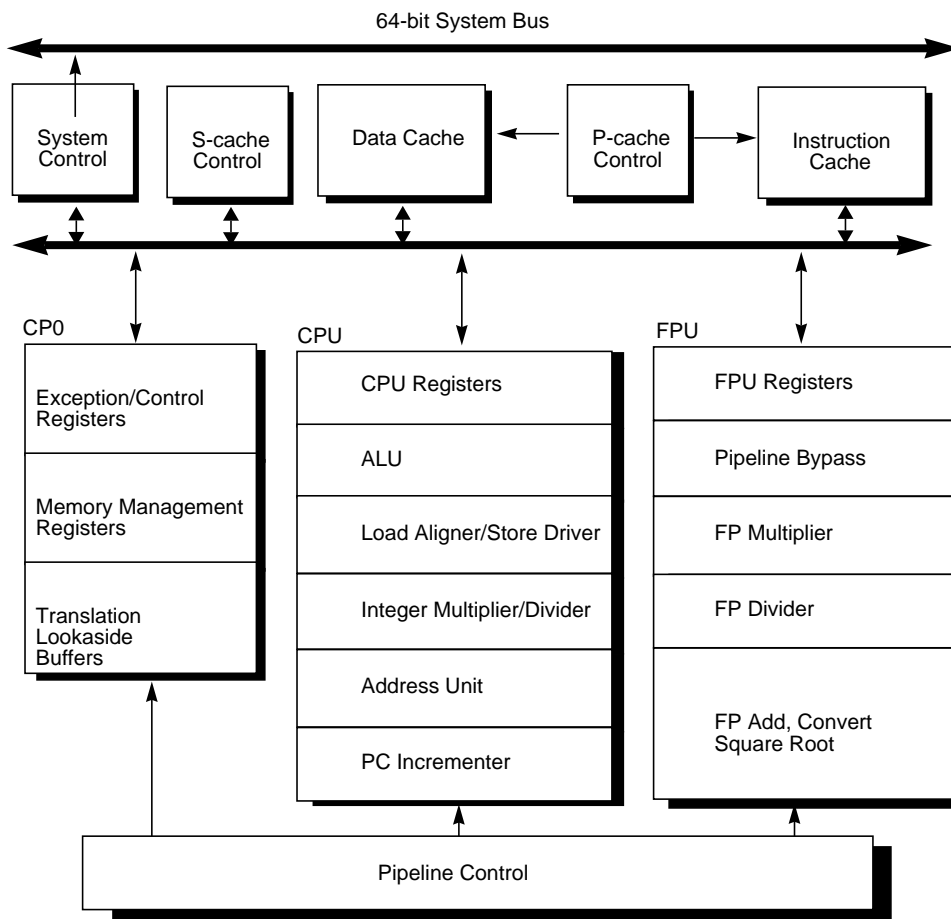 64-bit System Bus
System
Control
S-cache
Control
Data Cache
P-cache
Control
Instruction
Cache
CP0
Exception/Control
Registers
Memory Management
Registers
Translation
Lookaside
Buffers
CPU
CPU Registers
ALU
Load Aligner/Store Driver
Integer Multiplier/Divider
Address Unit
PC Incrementer
FPU
FPU Registers
Pipeline Bypass
FP Multiplier
FP Divider
FP Add, Convert
Square Root
Pipeline Control